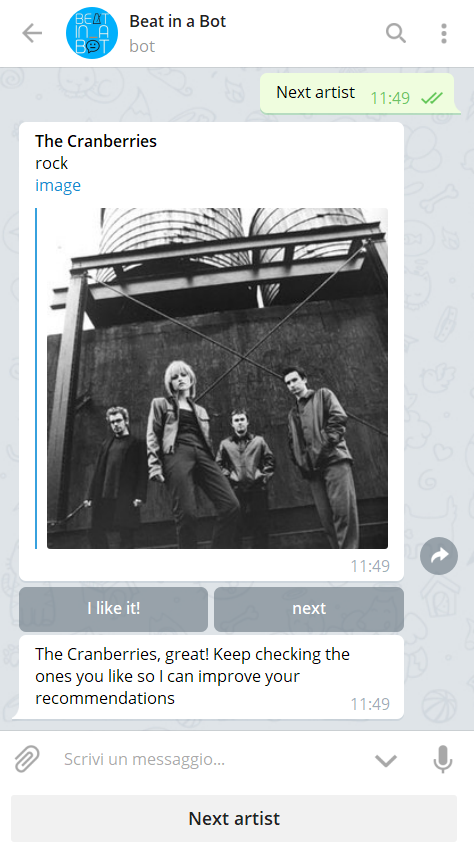 Beat in a Bot
bot
BEAT
IN A
BOT
Next artist
11:49
The Cranberries
rock
image
11:49
I like it!
next
The Cranberries, great! Keep checking the
ones you like so I can improve your
recommendations
11:49
Scrivi un messaggio...
Next artist